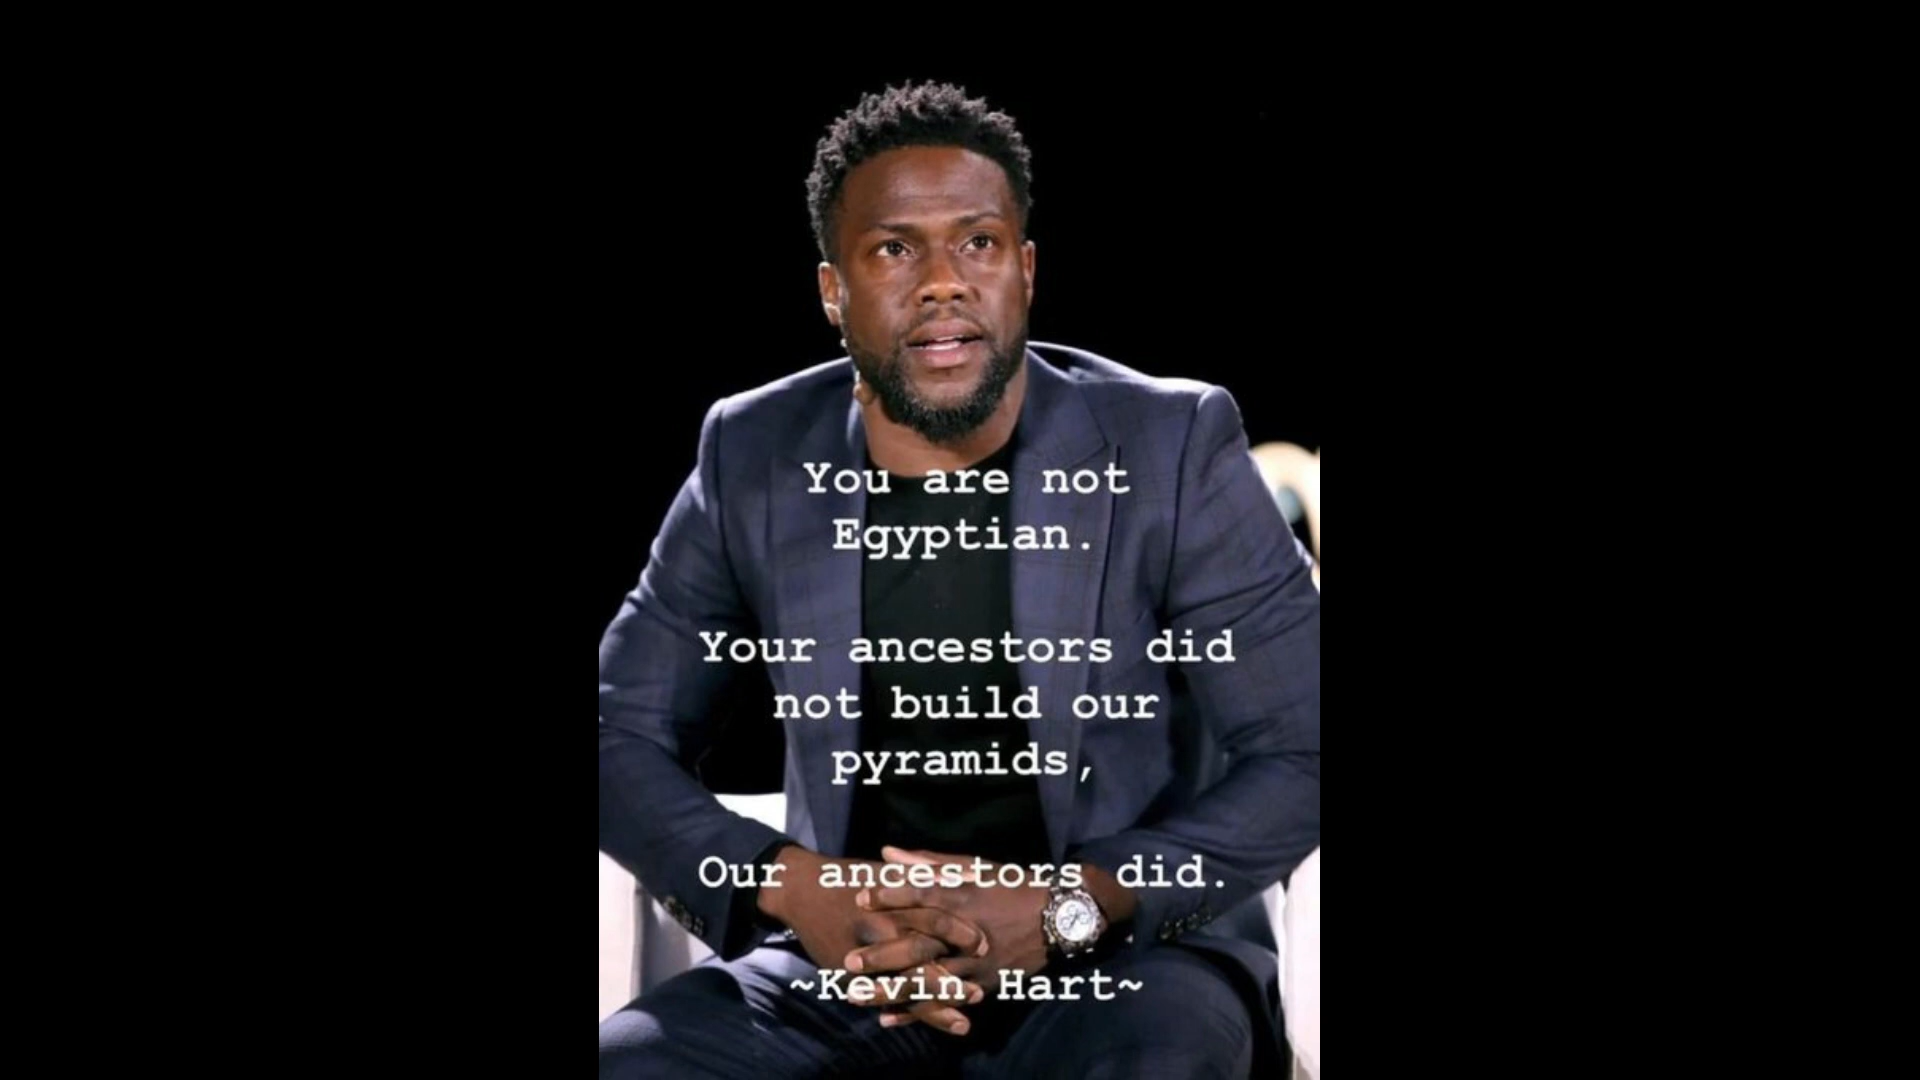 You are not
Egyptian.
Your ancestors did
not build our
pyramids,
Our ancestors did.
~Kevin Hart~